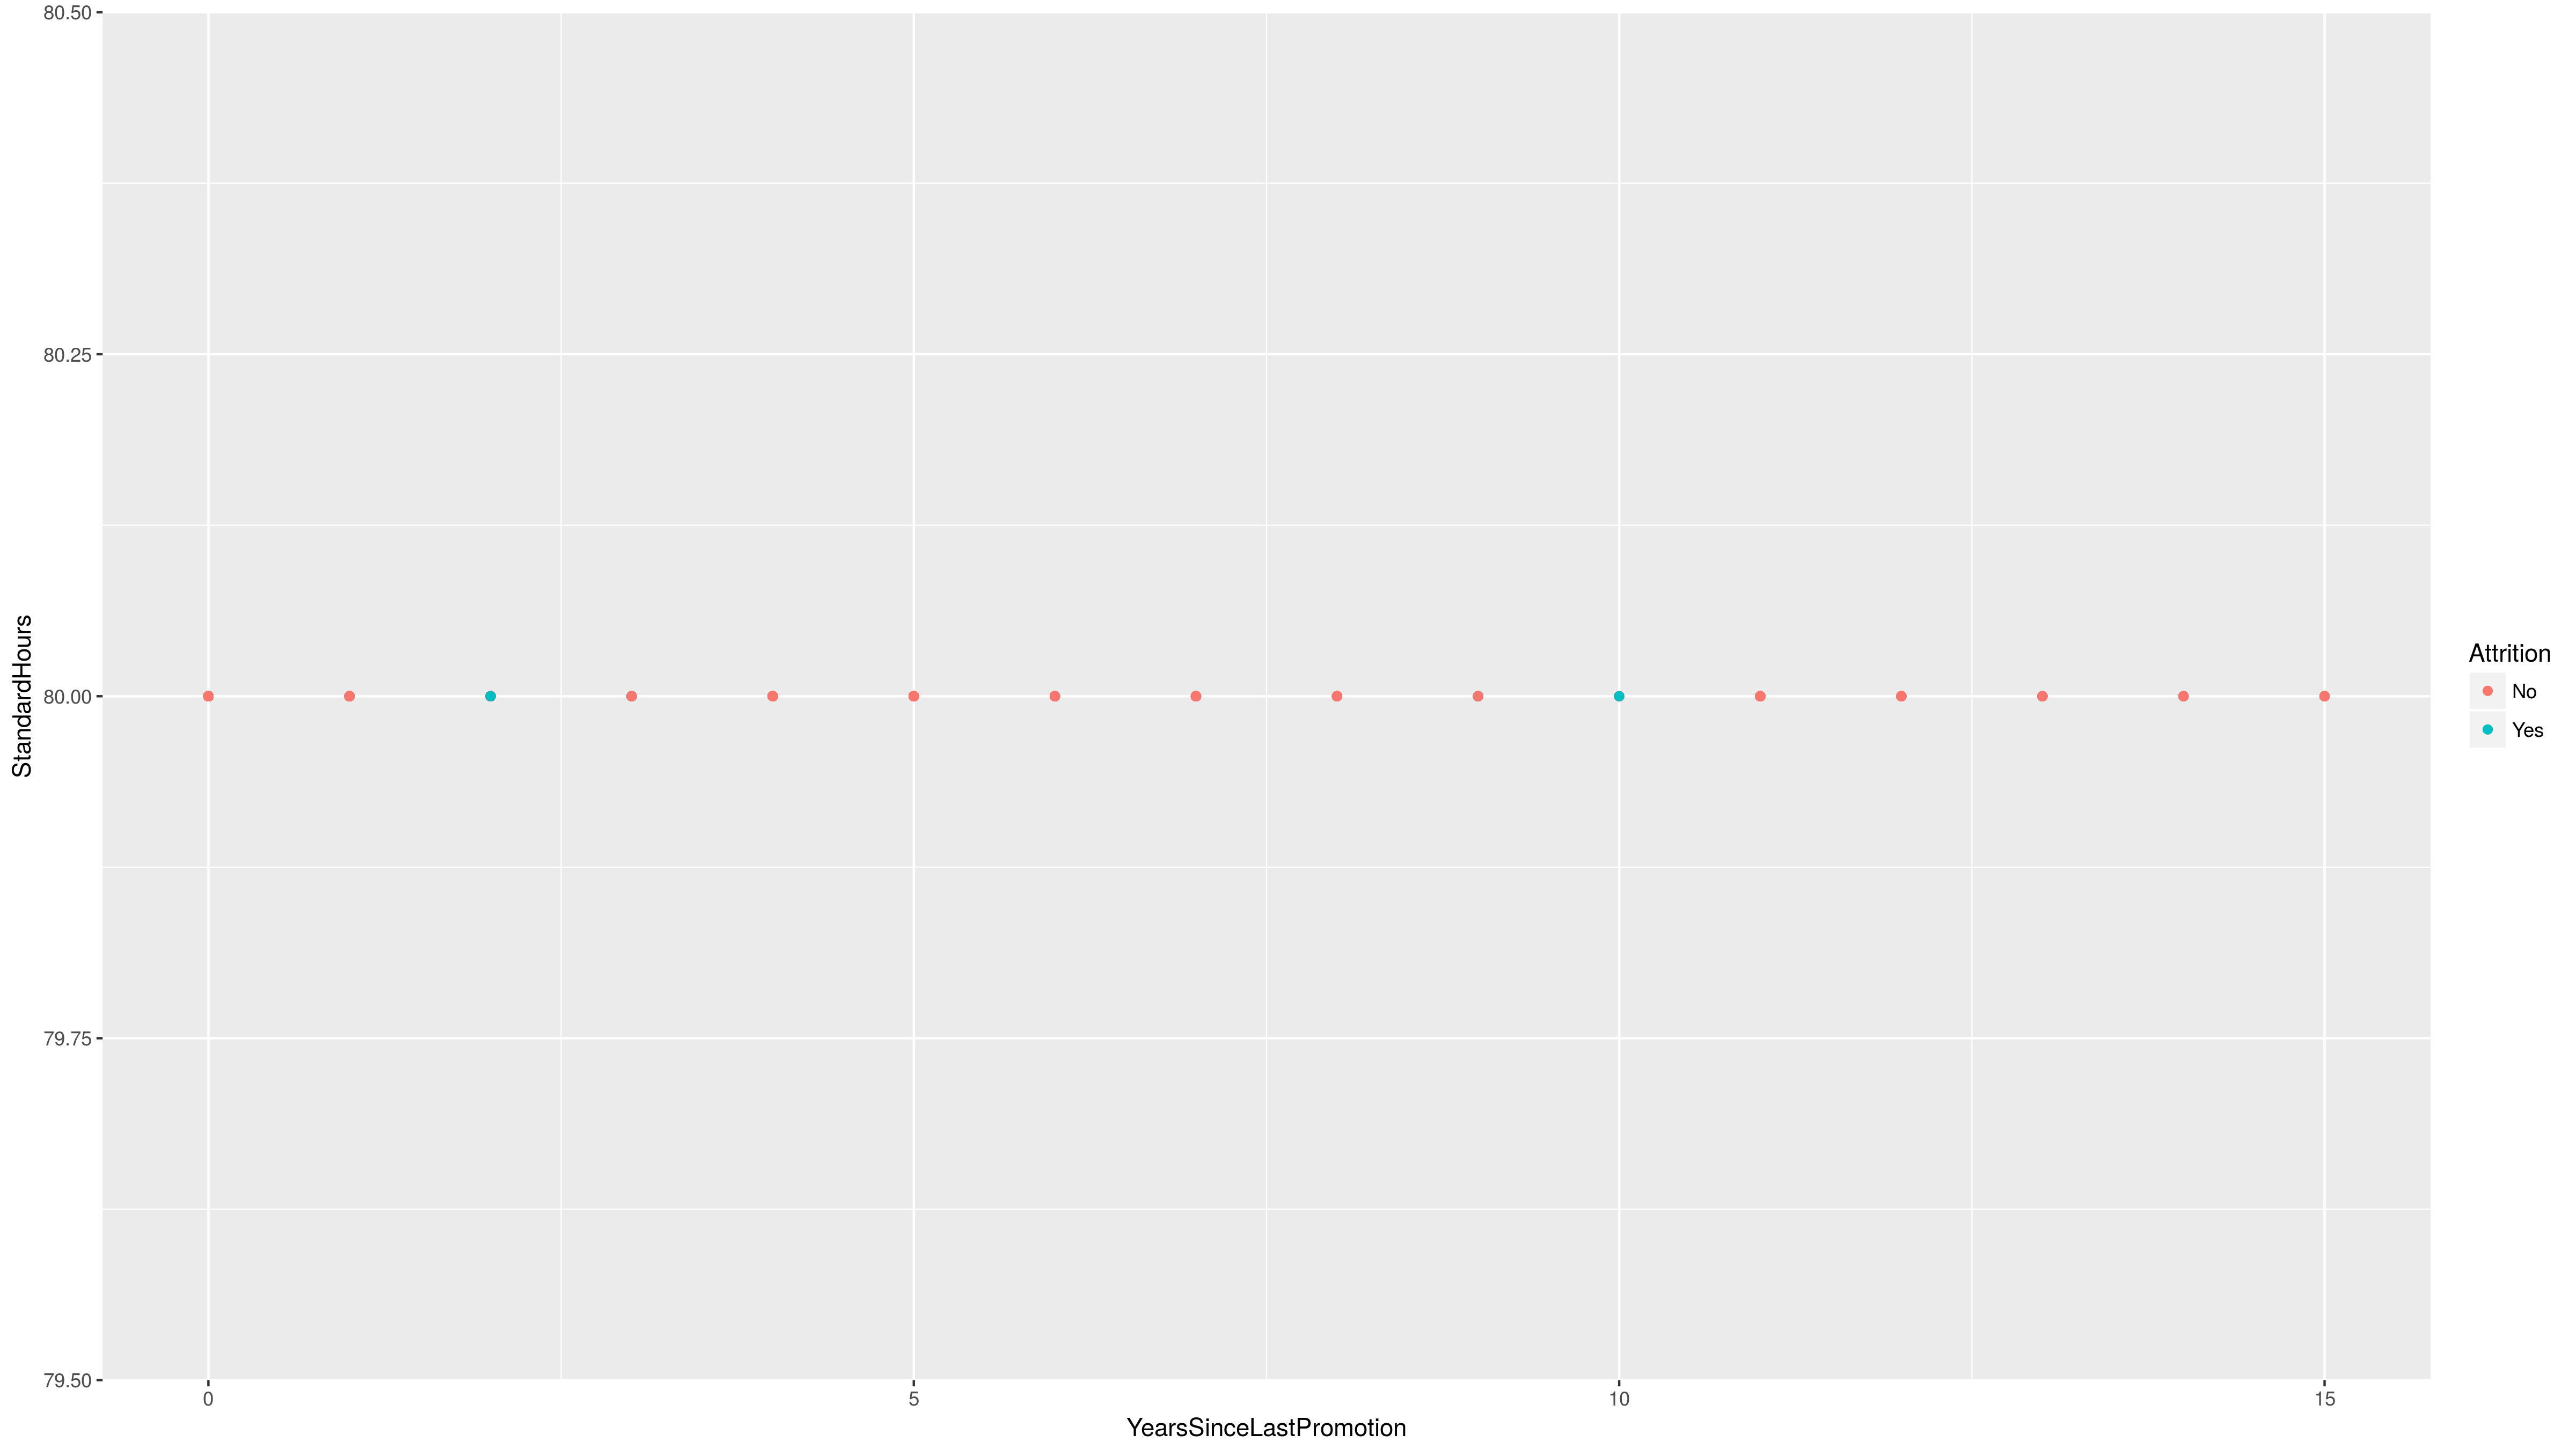 80.50
80.25
80.00
79.75
79.50
StandardHours
0 5 10 15
YearsSinceLastPromotion
Attrition
No
Yes